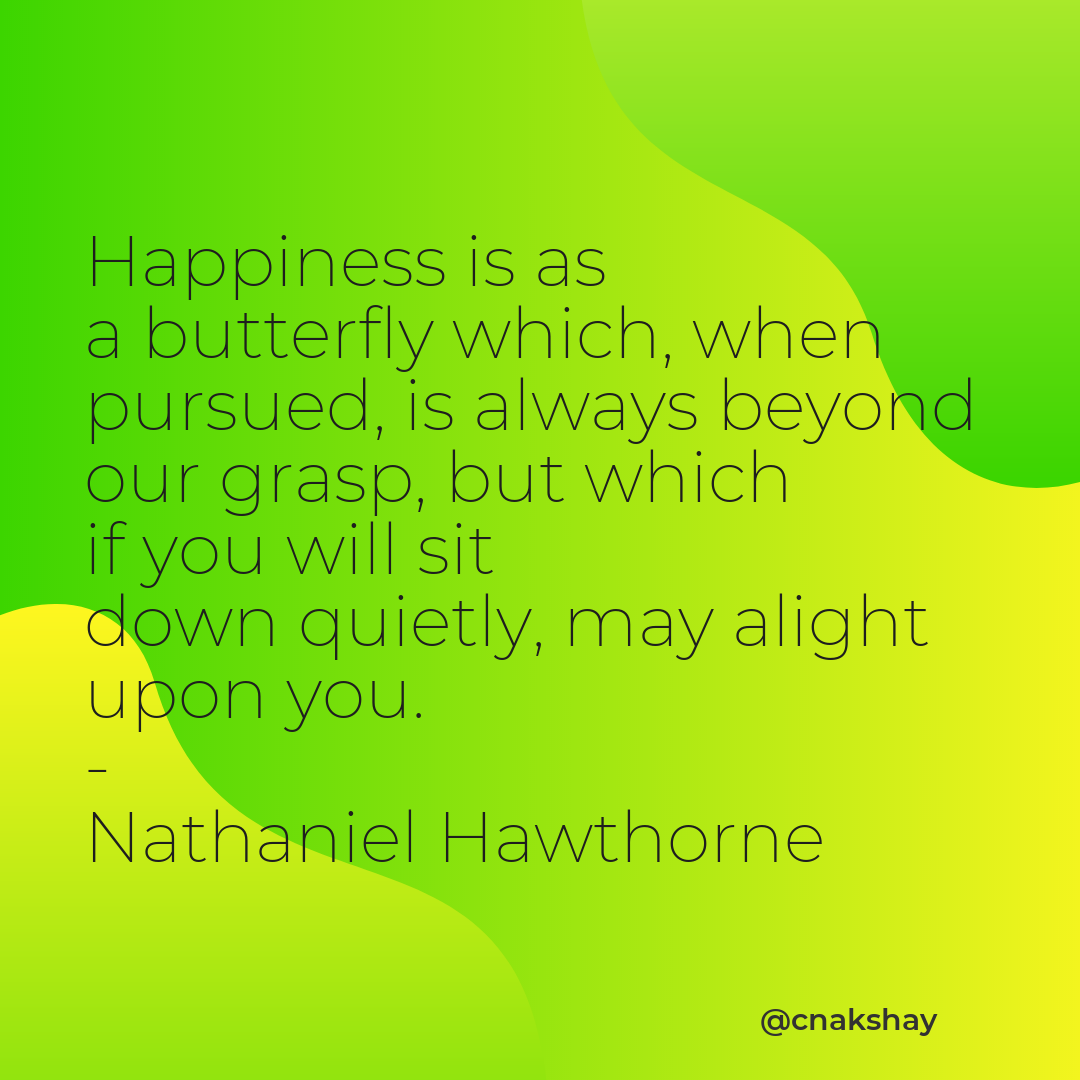 Happiness is as
a butterfly which, when
pursued, is always beyond
our grasp, but which
if you will sit
down quietly, may alight
upon you.
-
Nathaniel Hawthorne
@cnakshay